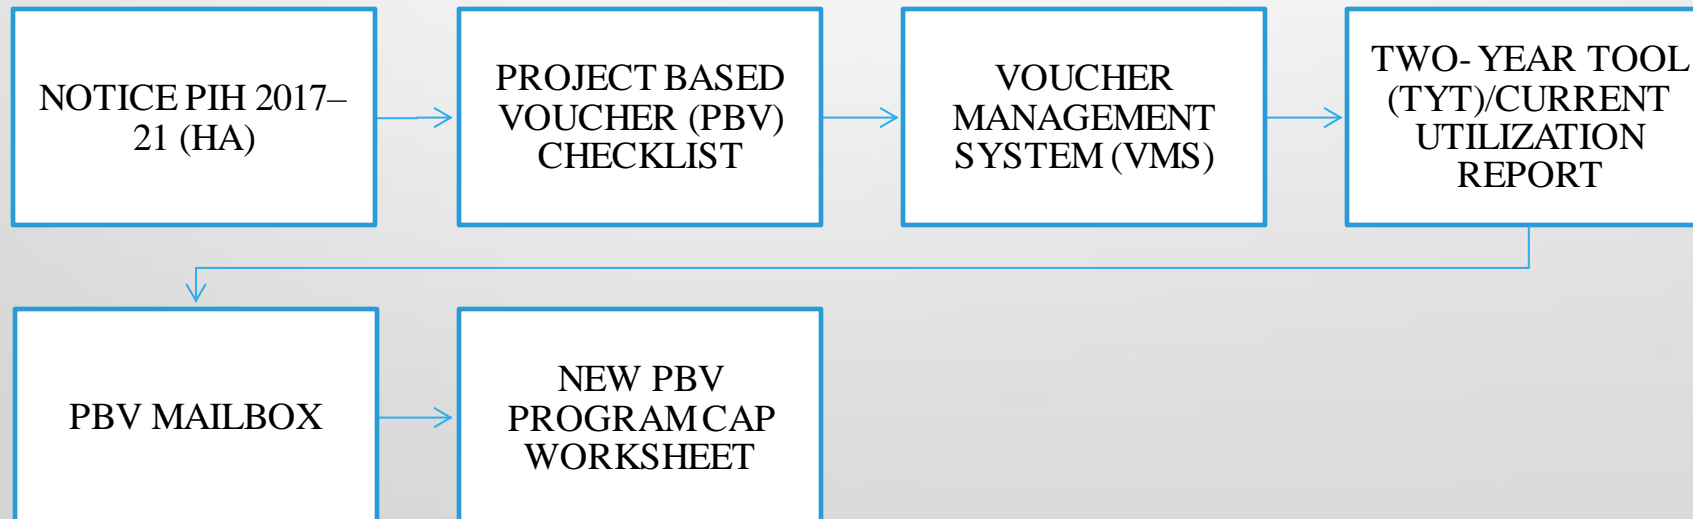 NOTICE PIH 2017–
21 (HA)
PROJECT BASED
VOUCHER (PBV)
CHECKLIST
VOUCHER
MANAGEMENT
SYSTEM (VMS)
TWO- YEAR TOOL
(TYT)/CURRENT
UTILIZATION
REPORT
PBV MAILBOX
NEW PBV
PROGRAM CAP
WORKSHEET